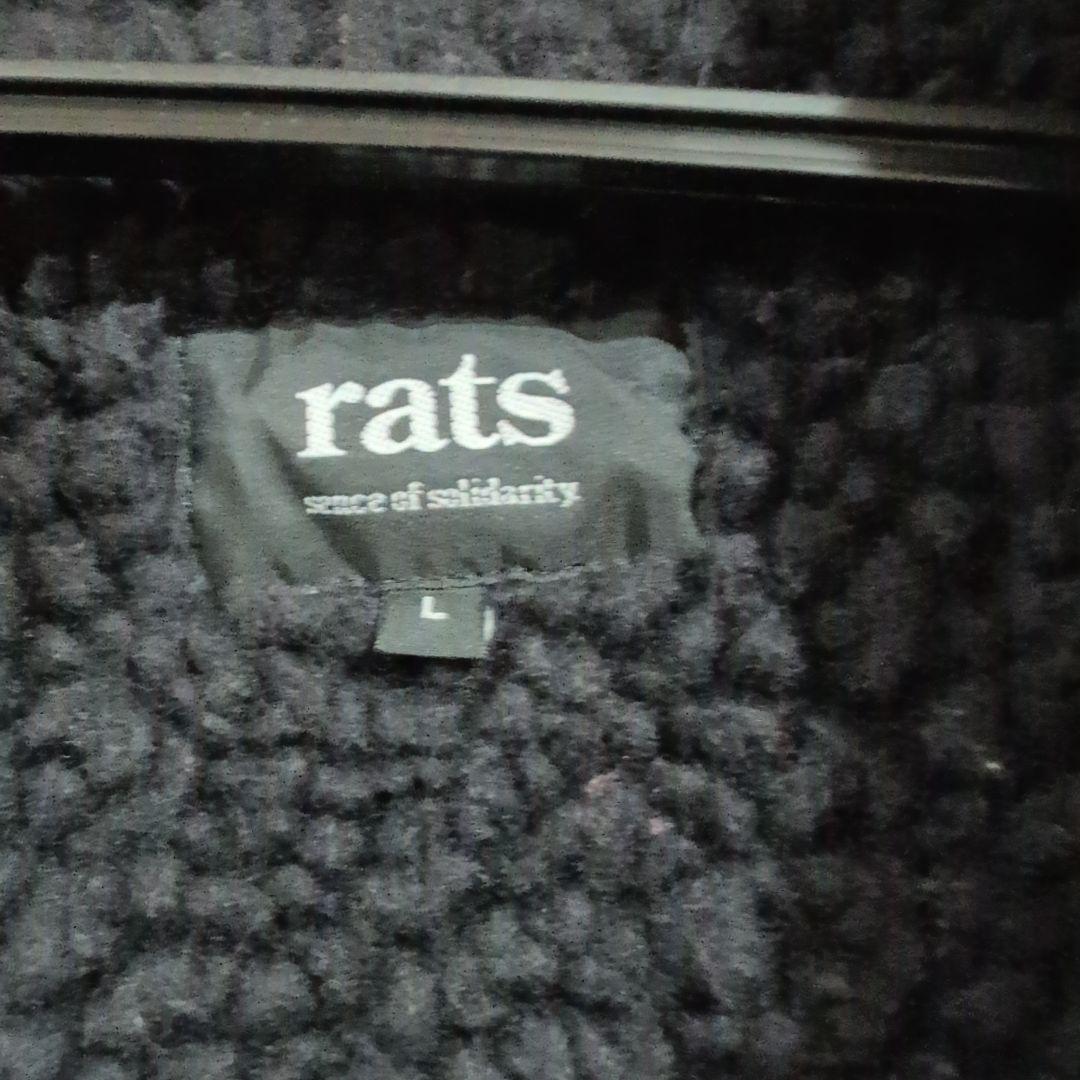 rats
sence of solidarity.
L